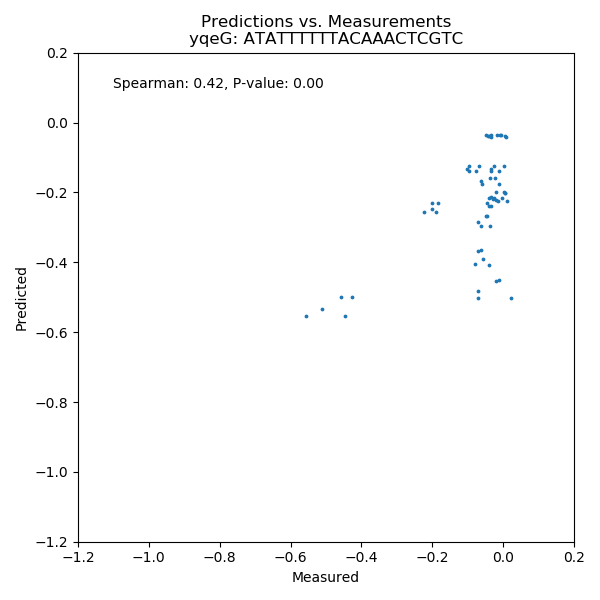 Predictions vs. Measurements
yqeG: ATATTTTTTACAAACTCGTC
Spearman: 0.42, P-value: 0.00
0.2
0.0
−0.2
−0.4
−0.6
−0.8
−1.0
−1.2
Predicted
−1.2 −1.0 −0.8 −0.6 −0.4 −0.2 0.0 0.2
Measured